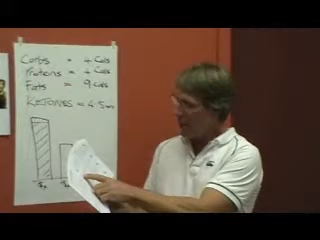 Carbs = 4 Cals
Proteins = 4 Cals
Fats = 9 Cals
KETONES = 4.5